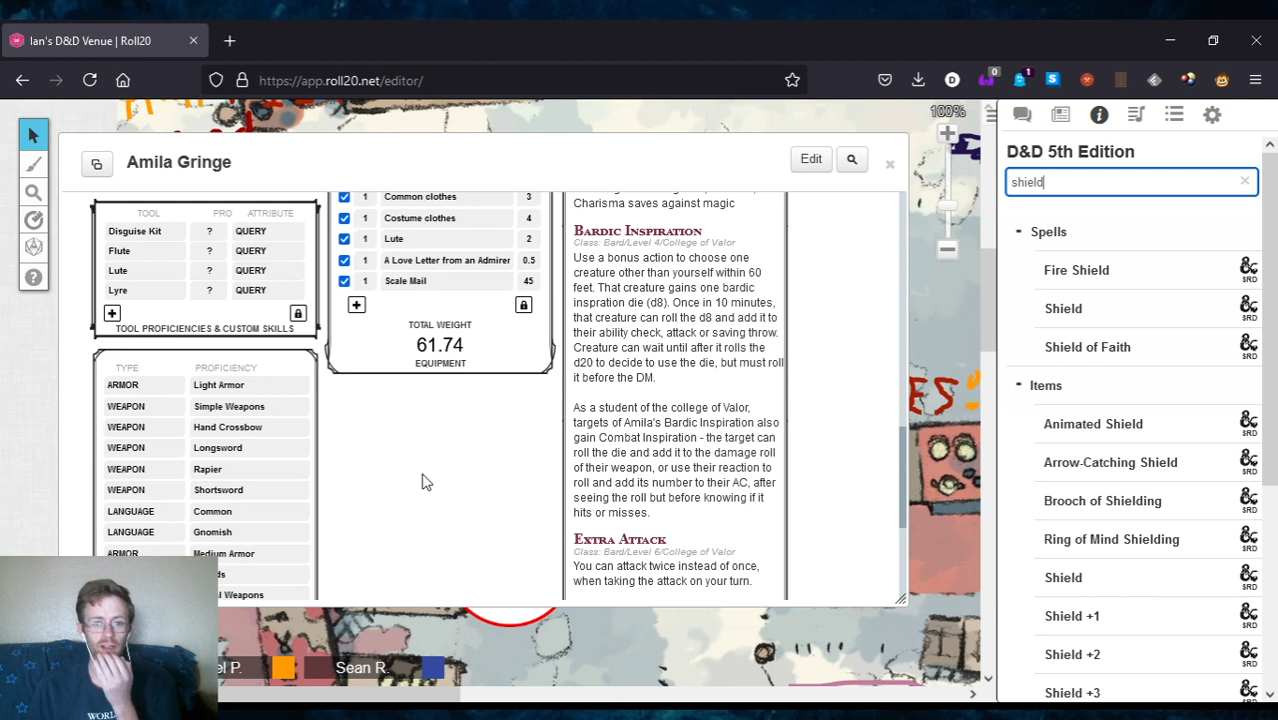 Ian's D&D Venue | Roll20
https://app.roll20.net/editor/
0
1
100%
Amila Gringe
Edit
TOOL PRO ATTRIBUTE
Disguise Kit ? QUERY
Flute ? QUERY
Lute ? QUERY
Lyre ? QUERY
TOOL PROFICIENCIES & CUSTOM SKILLS
TYPE PROFICIENCY
ARMOR Light Armor
WEAPON Simple Weapons
WEAPON Hand Crossbow
WEAPON Longsword
WEAPON Rapier
WEAPON Shortsword
LANGUAGE Common
LANGUAGE Gnomish
ARMOR Medium Armor
1 Common clothes 3
1 Costume clothes 4
1 Lute 2
1 A Love Letter from an Admirer 0.5
1 Scale Mail 45
TOTAL WEIGHT
61.74
EQUIPMENT
Charisma saves against magic
BARDIC INSPIRATION
Class: Bard/Level 4/College of Valor
Use a bonus action to choose one
creature other than yourself within 60
feet. That creature gains one bardic
inspration die (d8). Once in 10 minutes,
that creature can roll the d8 and add it to
their ability check, attack or saving throw.
Creature can wait until after it rolls the
d20 to decide to use the die, but must roll
it before the DM.
As a student of the college of Valor,
targets of Amila's Bardic Inspiration also
gain Combat Inspiration - the target can
roll the die and add it to the damage roll
of their weapon, or use their reaction to
roll and add its number to their AC, after
seeing the roll but before knowing if it
hits or misses.
EXTRA ATTACK
Class: Bard/Level 6/College of Valor
You can attack twice instead of once,
when taking the attack on your turn.
D&D 5th Edition
shield
Spells
Fire Shield SRD
Shield SRD
Shield of Faith SRD
Items
Animated Shield SRD
Arrow-Catching Shield SRD
Brooch of Shielding SRD
Ring of Mind Shielding SRD
Shield SRD
Shield +1 SRD
Shield +2 SRD
Shield +3 SRD
el P.
Sean R.